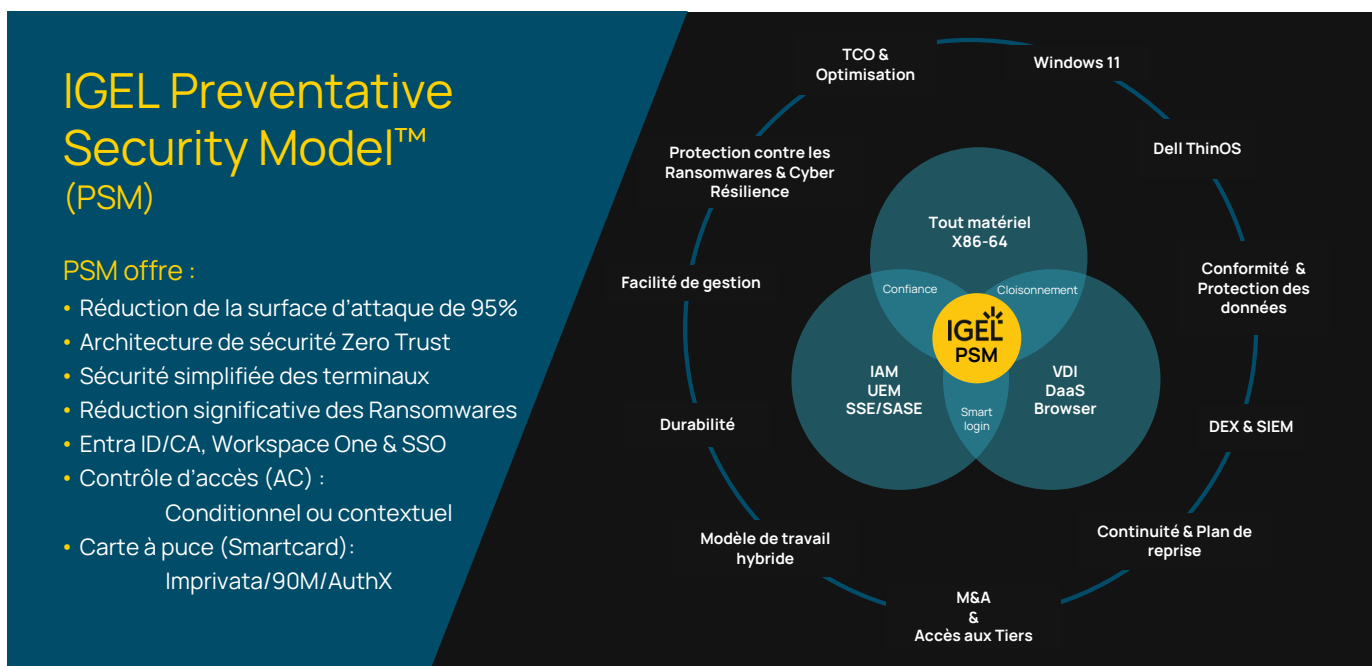 IGEL Preventative
Security Model™
(PSM)
PSM offre :
• Réduction de la surface d'attaque de 95%
• Architecture de sécurité Zero Trust
• Sécurité simplifiée des terminaux
• Réduction significative des Ransomwares
• Entra ID/CA, Workspace One & SSO
• Contrôle d'accès (AC) :
Conditionnel ou contextuel
• Carte à puce (Smartcard):
Imprivata/90M/AuthX
TCO &
Optimisation
Windows 11
Dell ThinOS
Conformité &
Protection des
données
DEX & SIEM
Continuité & Plan de
reprise
M&A
&
Accès aux Tiers
Modèle de travail
hybride
Durabilité
Facilité de gestion
Protection contre les
Ransomwares & Cyber
Résilience
Tout matériel
X86-64
Confiance
Cloisonnement
IGEL
PSM
IAM
UEM
SSE/SASE
VDI
DaaS
Browser
Smart
login